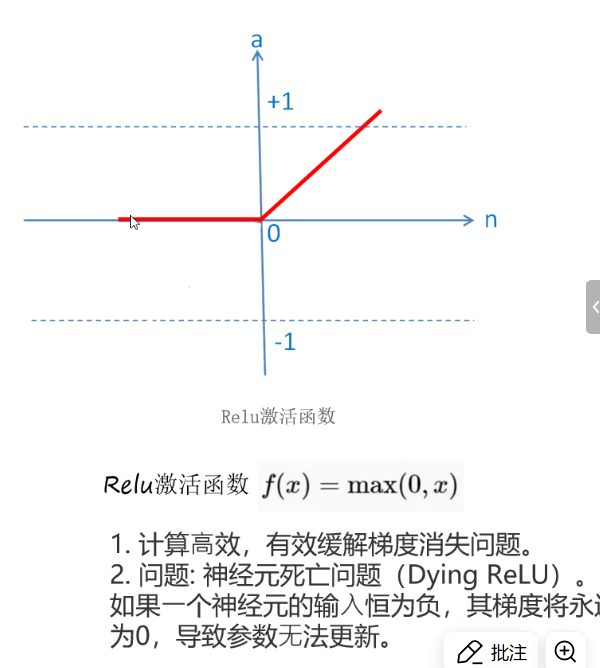 a
+1
n
0
-1
Relu激活函数
Relu激活函数 f(x) = max(0, x)
1. 计算高效，有效缓解梯度消失问题。
2. 问题: 神经元死亡问题（Dying ReLU）。
如果一个神经元的输入恒为负，其梯度将永
为0，导致参数无法更新。
批注